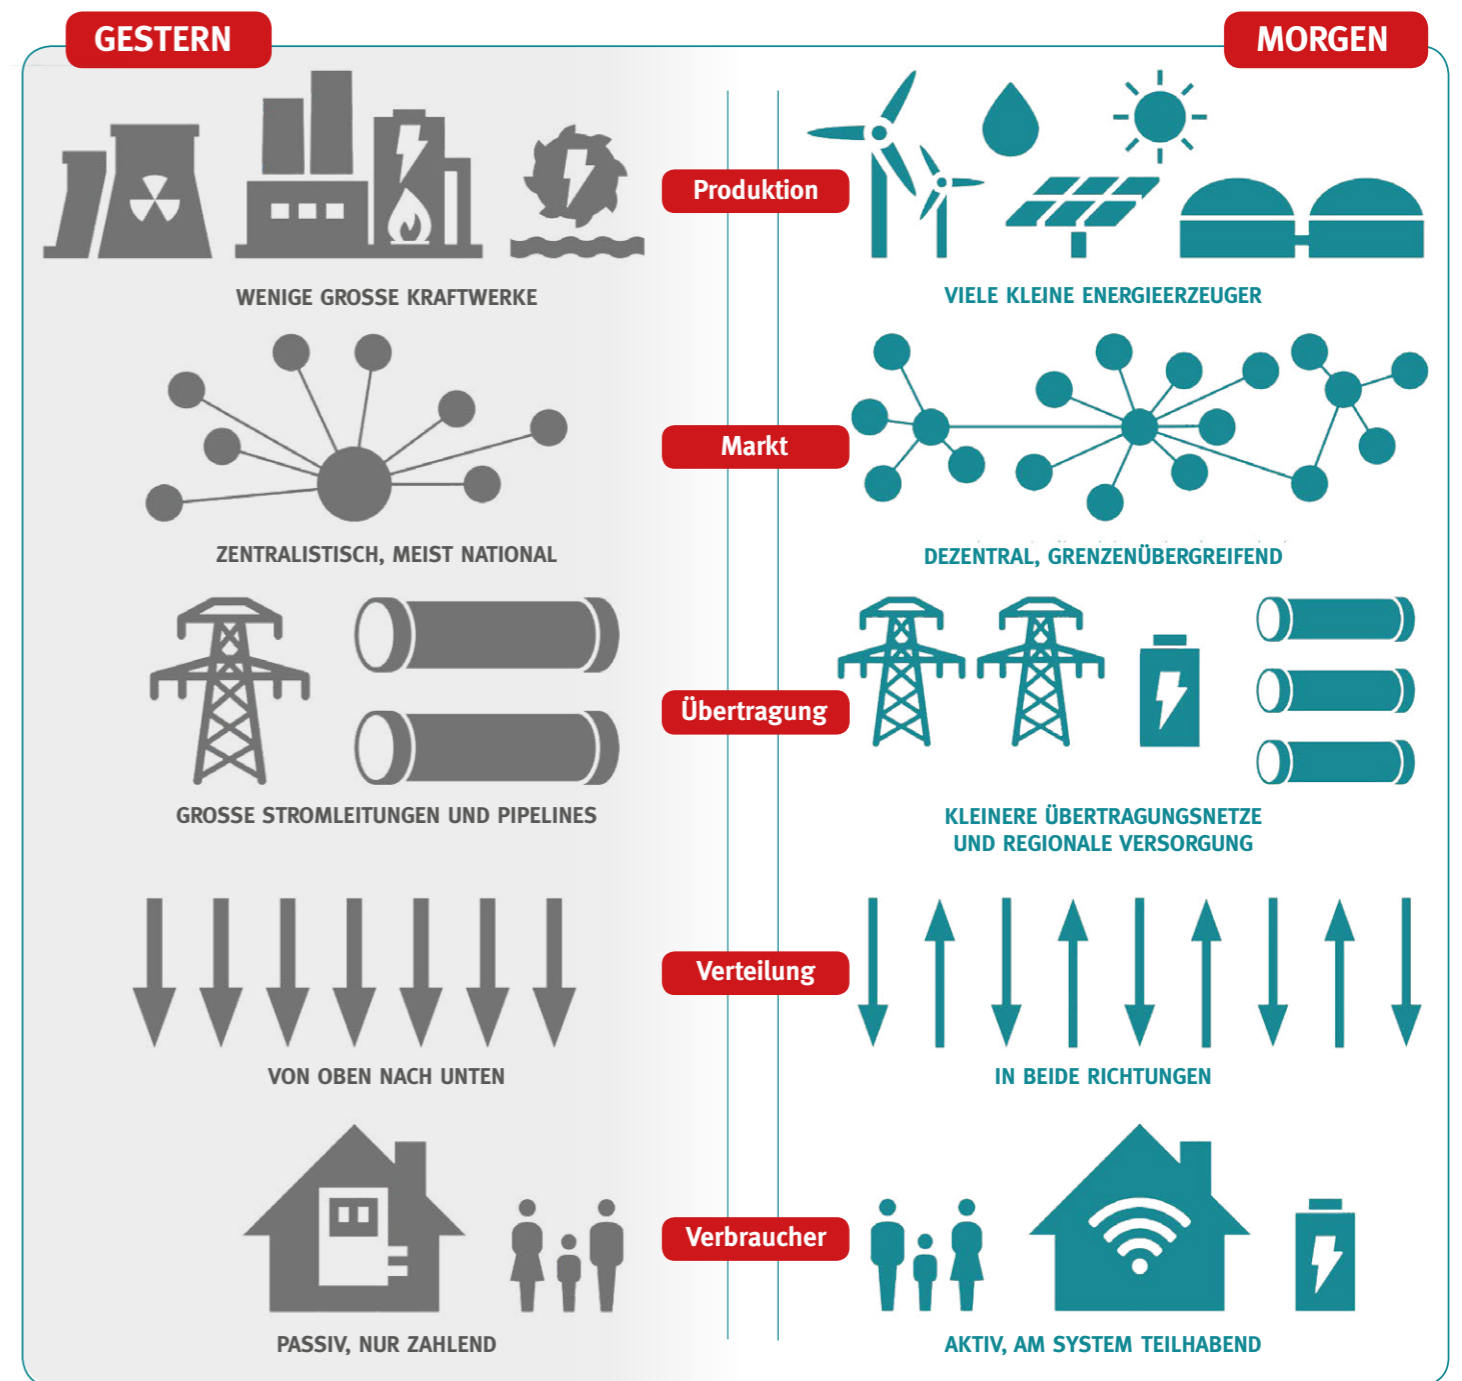 GESTERN
MORGEN
Produktion
WENIGE GROSSE KRAFTWERKE
VIELE KLEINE ENERGIEERZEUGER
Markt
ZENTRALISTISCH, MEIST NATIONAL
DEZENTRAL, GRENZENÜBERGREIFEND
Übertragung
GROSSE STROMLEITUNGEN UND PIPELINES
KLEINERE ÜBERTRAGUNGSNETZE
UND REGIONALE VERSORGUNG
Verteilung
VON OBEN NACH UNTEN
IN BEIDE RICHTUNGEN
Verbraucher
PASSIV, NUR ZAHLEND
AKTIV, AM SYSTEM TEILHABEND